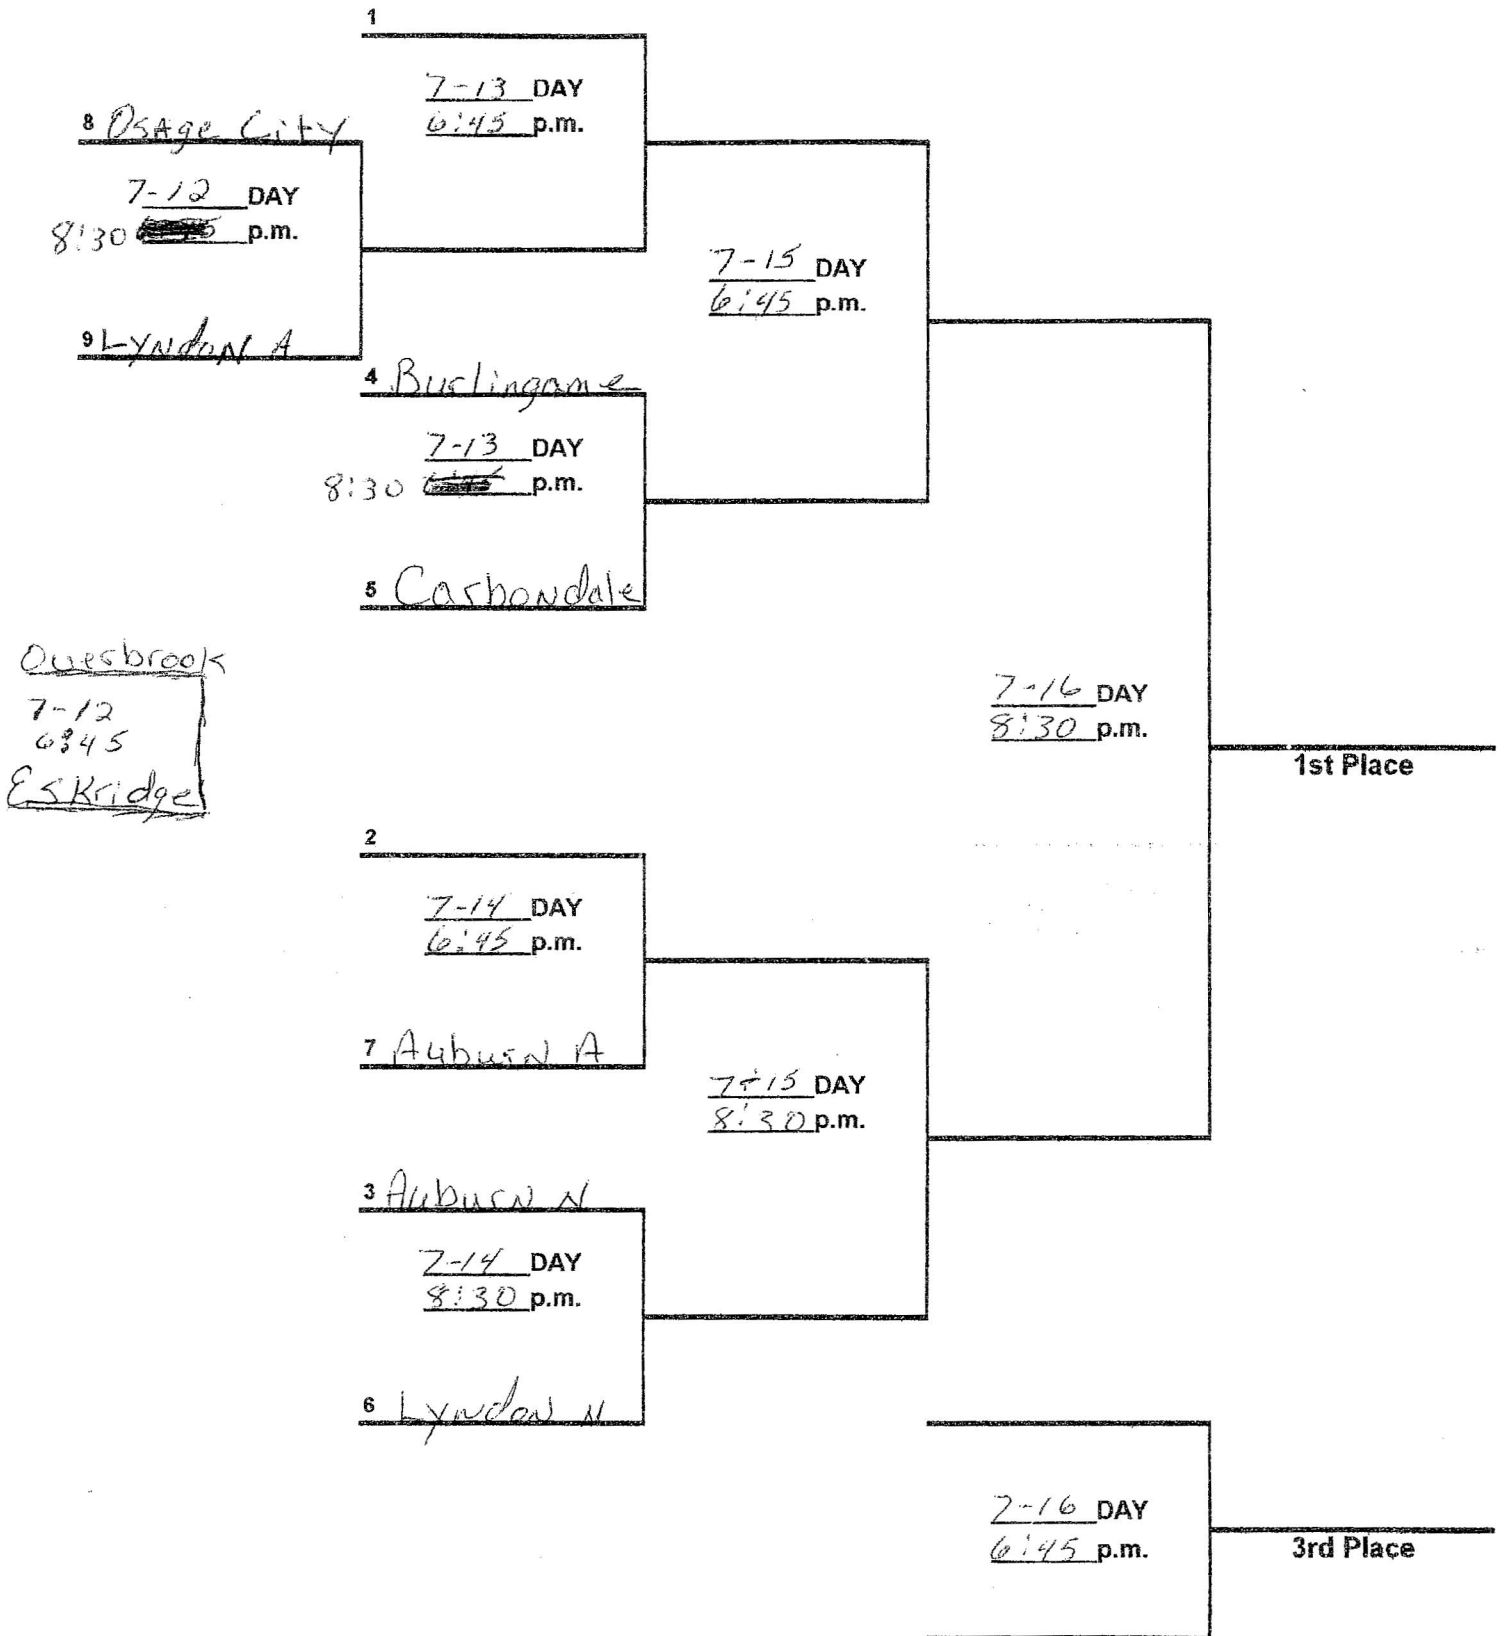 1
7-13 DAY
6:45 p.m.
8 Osage City
7-12 DAY
8:30 p.m.
9 Lyndon A
7-15 DAY
6:45 p.m.
4 Burlingame
7-13 DAY
8:30 p.m.
5 Carbondale
Overbrook
7-12
6:45
Eskridge
7-16 DAY
8:30 p.m.
1st Place
2
7-14 DAY
6:45 p.m.
7 Auburn A
7-15 DAY
8:30 p.m.
3 Auburn N
7-14 DAY
8:30 p.m.
6 Lyndon N
7-16 DAY
6:45 p.m.
3rd Place